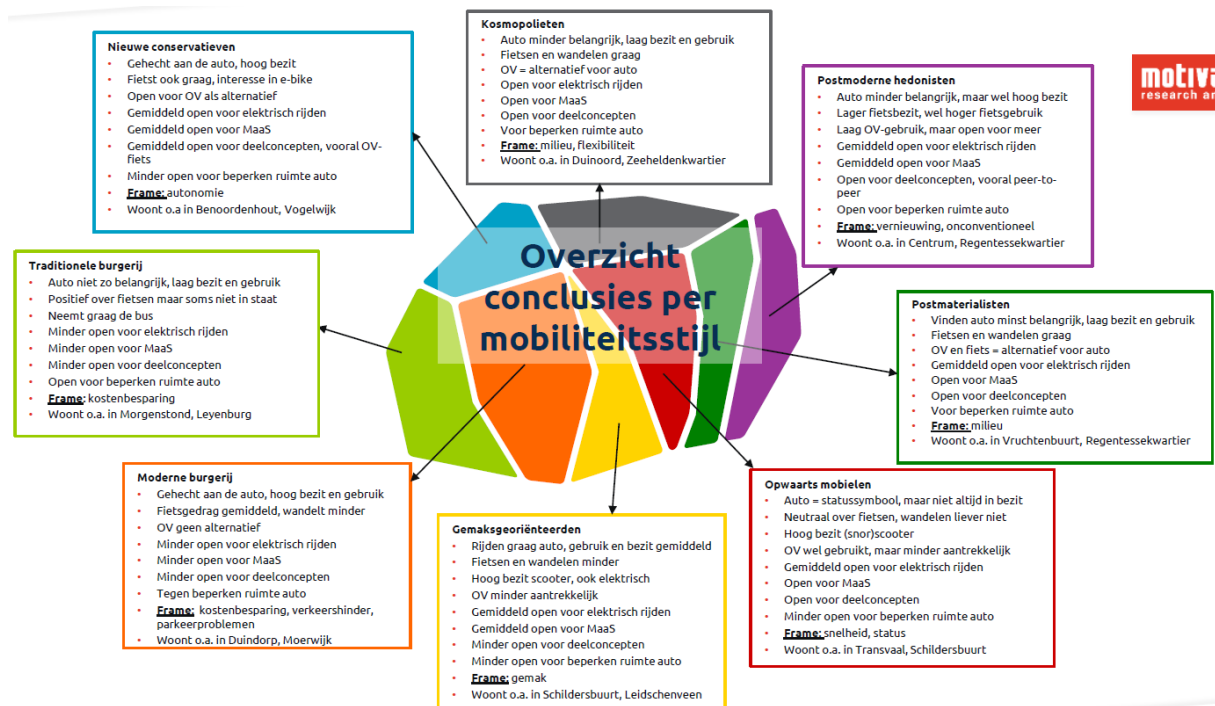 Nieuwe conservatieven
Gehecht aan de auto, hoog bezit
Fietst ook graag, interesse in e-bike
Open voor OV als alternatief
Gemiddeld open voor elektrisch rijden
Gemiddeld open voor MaaS
Gemiddeld open voor deelconcepten, vooral OV-
fiets
Minder open voor beperken ruimte auto
Frame: autonomie
Woont o.a in Benoordenhout, Vogelwijk
Kosmopolieten
Auto minder belangrijk, laag bezit en gebruik
Fietsen en wandelen graag
OV = alternatief voor auto
Open voor elektrisch rijden
Open voor MaaS
Open voor deelconcepten
Voor beperken ruimte auto
Frame: milieu, flexibiliteit
Woont o.a. in Duinoord, Zeeheldenkwartier
Postmoderne hedonisten
Auto minder belangrijk, maar wel hoog bezit
Lager fietsbezit, wel hoger fietsgebruik
Laag OV-gebruik, maar open voor meer
Gemiddeld open voor elektrisch rijden
Gemiddeld open voor MaaS
Open voor deelconcepten, vooral peer-to-
peer
Open voor beperken ruimte auto
Frame: vernieuwing, onconventioneel
Woont o.a. in Centrum, Regentessekwartier
motiva
research an
Traditionele burgerij
Auto niet zo belangrijk, laag bezit en gebruik
Positief over fietsen maar soms niet in staat
Neemt graag de bus
Minder open voor elektrisch rijden
Minder open voor MaaS
Minder open voor deelconcepten
Open voor beperken ruimte auto
Frame: kostenbesparing
Woont o.a. in Morgenstond, Leyenburg
Overzicht
conclusies per
mobiliteitsstijl
Postmaterialisten
Vinden auto minst belangrijk, laag bezit en gebruik
Fietsen en wandelen graag
OV en fiets = alternatief voor auto
Gemiddeld open voor elektrisch rijden
Open voor MaaS
Open voor deelconcepten
Voor beperken ruimte auto
Frame: milieu
Woont o.a. in Vruchtenbuurt, Regentessekwartier
Moderne burgerij
Gehecht aan de auto, hoog bezit en gebruik
Fietsgedrag gemiddeld, wandelt minder
OV geen alternatief
Minder open voor elektrisch rijden
Minder open voor MaaS
Minder open voor deelconcepten
Tegen beperken ruimte auto
Frame: kostenbesparing, verkeershinder,
parkeerproblemen
Woont o.a. in Duindorp, Moerwijk
Gemaksgeoriënteerden
Rijden graag auto, gebruik en bezit gemiddeld
Fietsen en wandelen minder
Hoog bezit scooter, ook elektrisch
OV minder aantrekkelijk
Gemiddeld open voor elektrisch rijden
Gemiddeld open voor MaaS
Minder open voor deelconcepten
Minder open voor beperken ruimte auto
Frame: gemak
Woont o.a. in Schildersbuurt, Leidschenveen
Opwaarts mobielen
Auto = statussymbool, maar niet altijd in bezit
Neutraal over fietsen, wandelen liever niet
Hoog bezit (snor)scooter
OV wel gebruikt, maar minder aantrekkelijk
Gemiddeld open voor elektrisch rijden
Open voor MaaS
Open voor deelconcepten
Minder open voor beperken ruimte auto
Frame: snelheid, status
Woont o.a. in Transvaal, Schildersbuurt